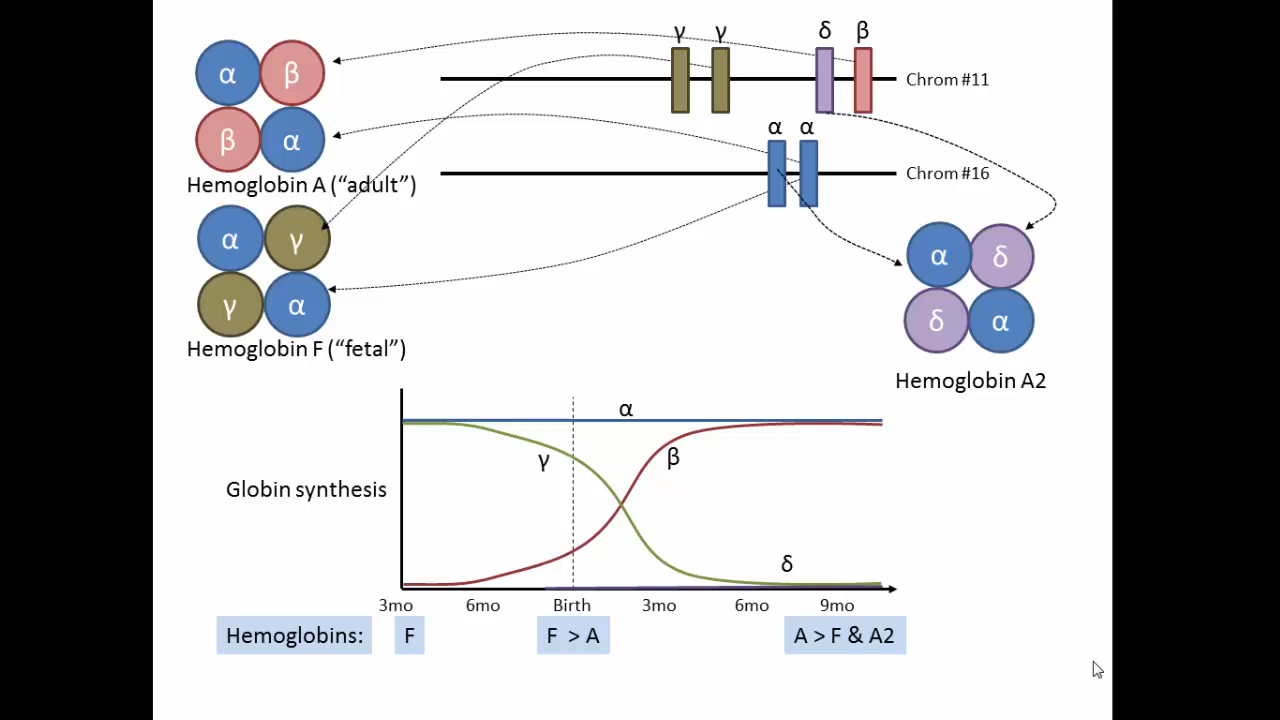 γ γ δ β
Chrom #11
α β
β α
Hemoglobin A (“adult”)
α α
Chrom #16
α γ
γ α
Hemoglobin F (“fetal”)
α δ
δ α
Hemoglobin A2
α
γ
β
Globin synthesis
δ
3mo 6mo Birth 3mo 6mo 9mo
Hemoglobins: F F > A A > F & A2